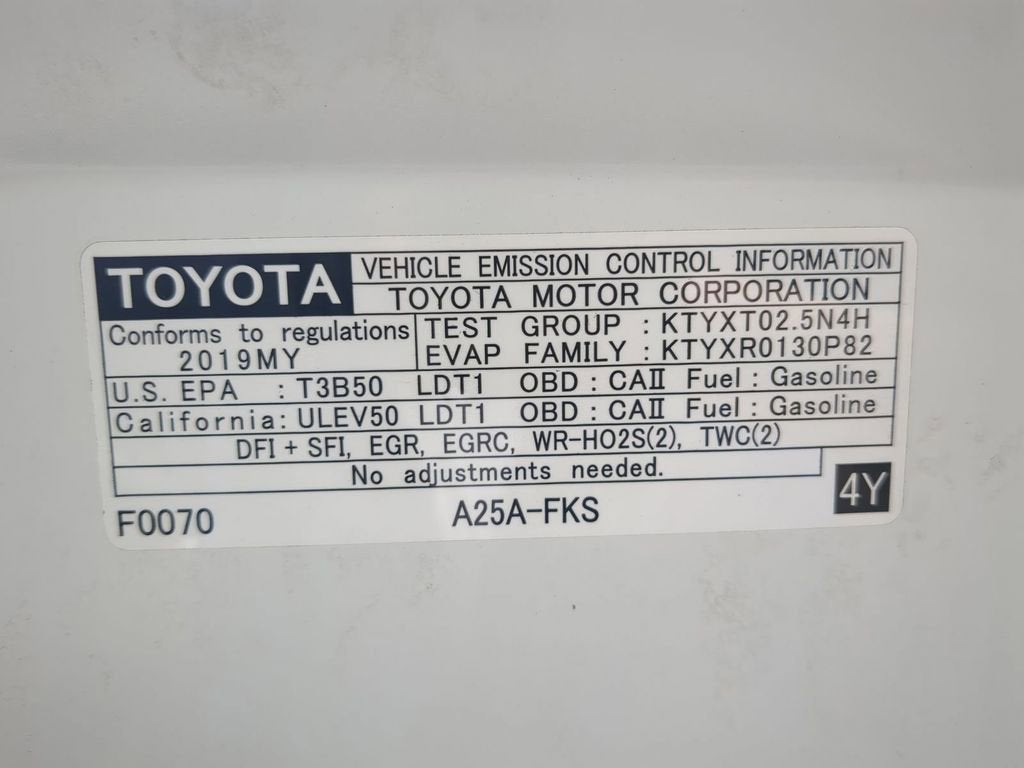 TOYOTA
VEHICLE EMISSION CONTROL INFORMATION
TOYOTA MOTOR CORPORATION
Conforms to regulations
2019MY
TEST GROUP : KTYXT02.5N4H
EVAP FAMILY : KTYXR0130P82
U.S. EPA : T3B50 LDT1 OBD : CAⅡ Fuel : Gasoline
California : ULEV50 LDT1 OBD : CAⅡ Fuel : Gasoline
DFI + SFI, EGR, EGRC, WR-HO2S(2), TWC(2)
No adjustments needed.
4Y
F0070 A25A-FKS